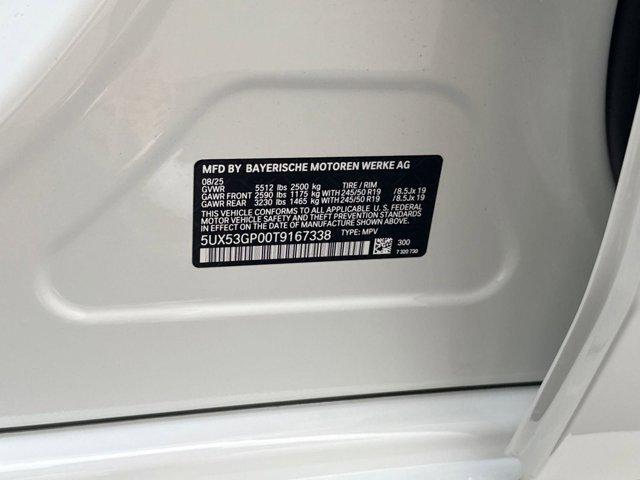 MFD BY BAYERISCHE MOTOREN WERKE AG
08/25
GVWR 5512 lbs 2500 kg TIRE / RIM
GAWR FRONT 2590 lbs 1175 kg WITH 245/50 R19 / 8.5Jx 19
GAWR REAR 3230 lbs 1465 kg WITH 245/50 R19 / 8.5Jx 19
THIS VEHICLE CONFORMS TO ALL APPLICABLE U. S. FEDERAL
MOTOR VEHICLE SAFETY AND THEFT PREVENTION STANDARDS
IN EFFECT ON THE DATE OF MANUFACTURE SHOWN ABOVE.
5UX53GP00T9167338 TYPE: MPV
300
7 320 730